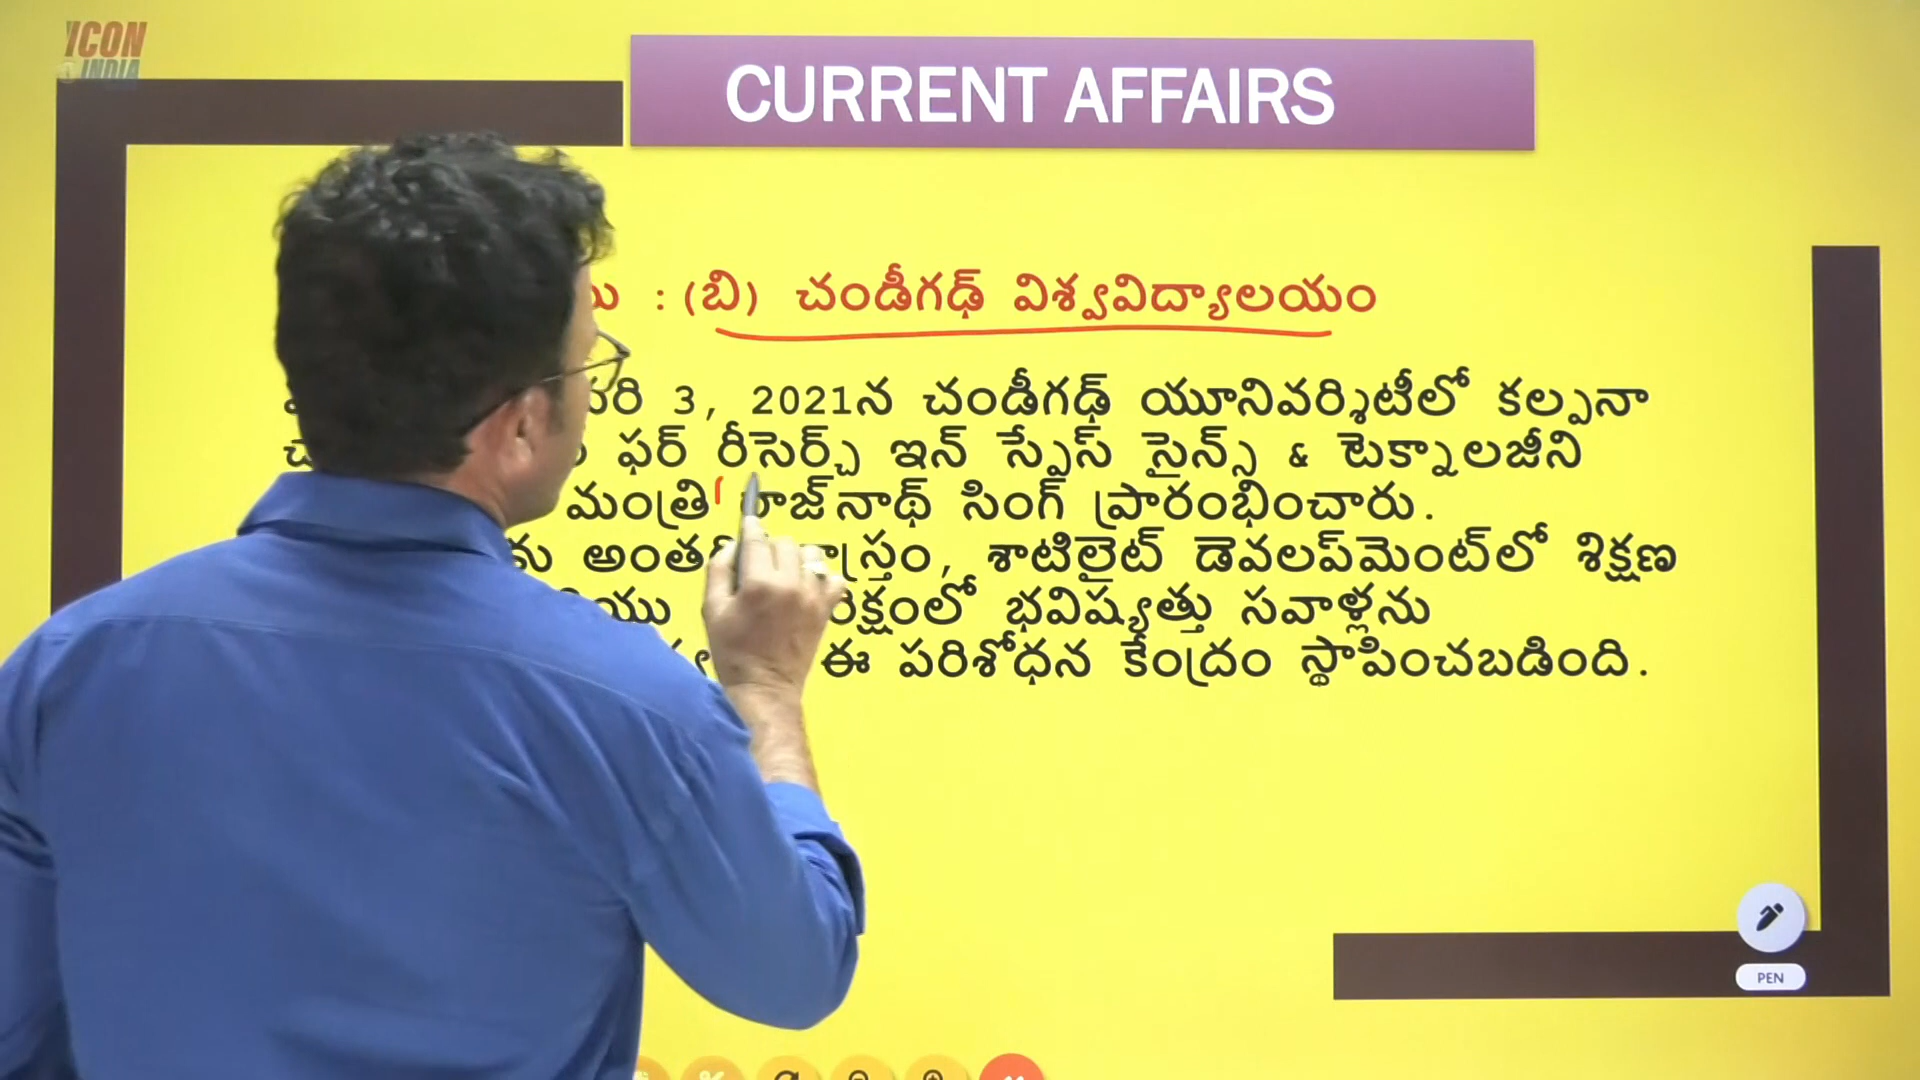 ICON
INDIA
CURRENT AFFAIRS
: (బి) చండీగఢ్ విశ్వవిద్యాలయం
3, 2021న చండీగఢ్ యూనివర్శిటీలో కల్పనా
ఫర్ రీసెర్చ్ ఇన్ స్పేస్ సైన్స్ & టెక్నాలజీని
మంత్రి రాజ్‌నాథ్ సింగ్ ప్రారంభించారు.
శాటిలైట్ డెవలప్‌మెంట్‌లో శిక్షణ
భవిష్యత్తు సవాళ్లను
ఈ పరిశోధన కేంద్రం స్థాపించబడింది.
PEN